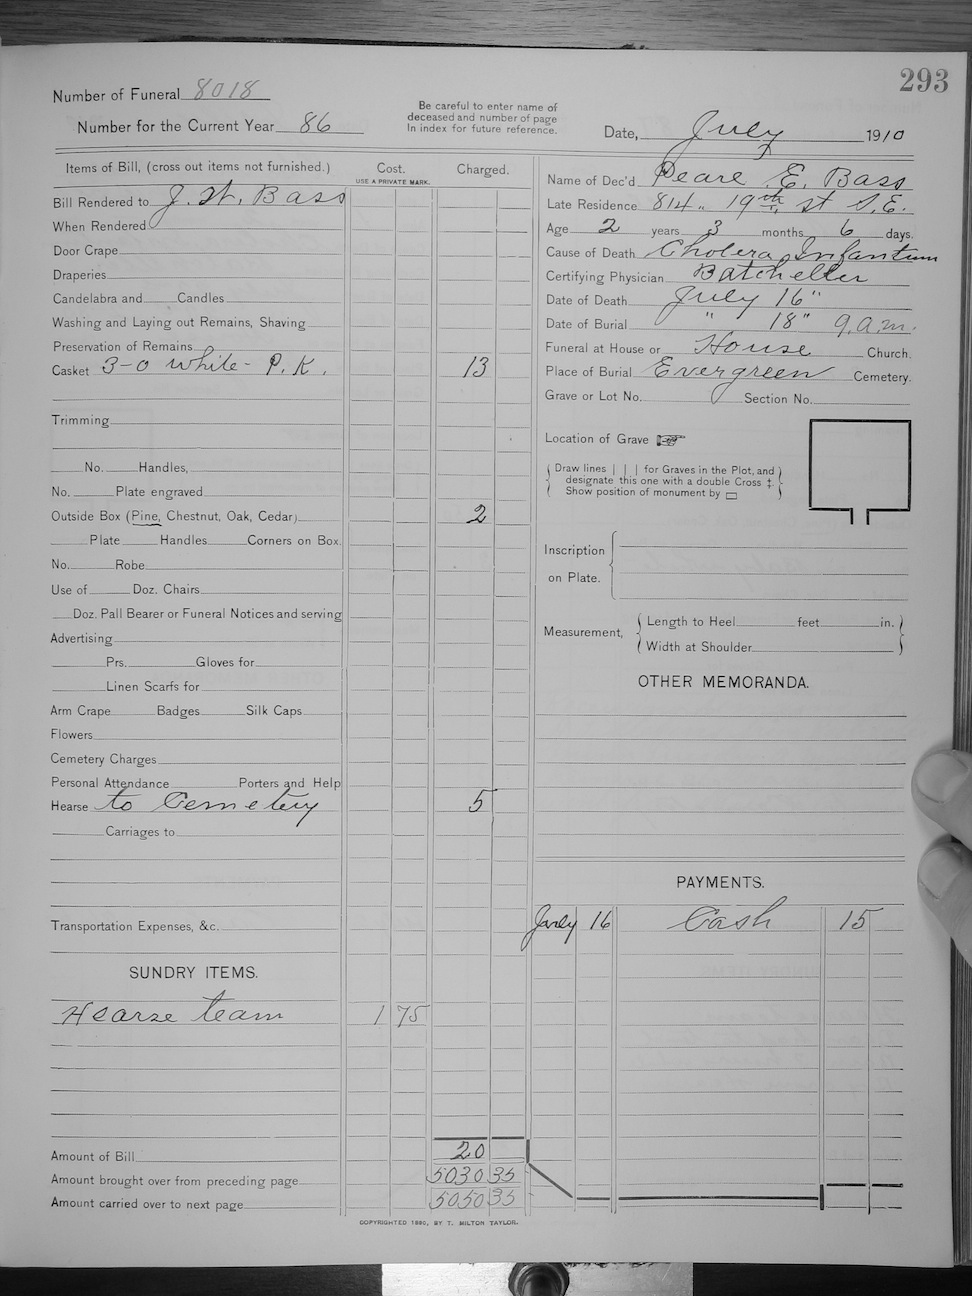 293
Number of Funeral 8018
Number for the Current Year 86
Be careful to enter name of
deceased and number of page
In index for future reference.
Date, July 1910
Items of Bill, (cross out items not furnished.)
Cost.
USE A PRIVATE MARK.
Charged.
Bill Rendered to J. W. Bass
When Rendered
Door Crape
Draperies
Candelabra and Candles
Washing and Laying out Remains, Shaving
Preservation of Remains
Casket 3-0 White - P. K. 13
Trimming
No. Handles,
No. Plate engraved
Outside Box (Pine, Chestnut, Oak, Cedar) 2
Plate Handles Corners on Box.
No. Robe
Use of Doz. Chairs
Doz. Pall Bearer or Funeral Notices and serving
Advertising
Prs. Gloves for
Linen Scarfs for
Arm Crape Badges Silk Caps
Flowers
Cemetery Charges
Personal Attendance Porters and Help
Hearse to Cemetery 5
Carriages to
Transportation Expenses, &c.
SUNDRY ITEMS.
Hearse team 1 75
Amount of Bill 20
Amount brought over from preceding page 5030 35
Amount carried over to next page 5050 35
Name of Dec'd Pearl E. Bass
Late Residence 814 " 19th st S.E.
Age 2 years 3 months 6 days.
Cause of Death Cholera Infantum
Certifying Physician Batcheller
Date of Death July 16"
Date of Burial " 18" 9 a.m.
Funeral at House or House Church.
Place of Burial Evergreen Cemetery.
Grave or Lot No. Section No.
Location of Grave
Draw lines | | | for Graves in the Plot, and
designate this one with a double Cross ‡.
Show position of monument by ▭
Inscription
on Plate.
Measurement,
Length to Heel feet in.
Width at Shoulder
OTHER MEMORANDA.
PAYMENTS.
July 16 Cash 15
COPYRIGHTED 1880, BY T. MILTON TAYLOR.